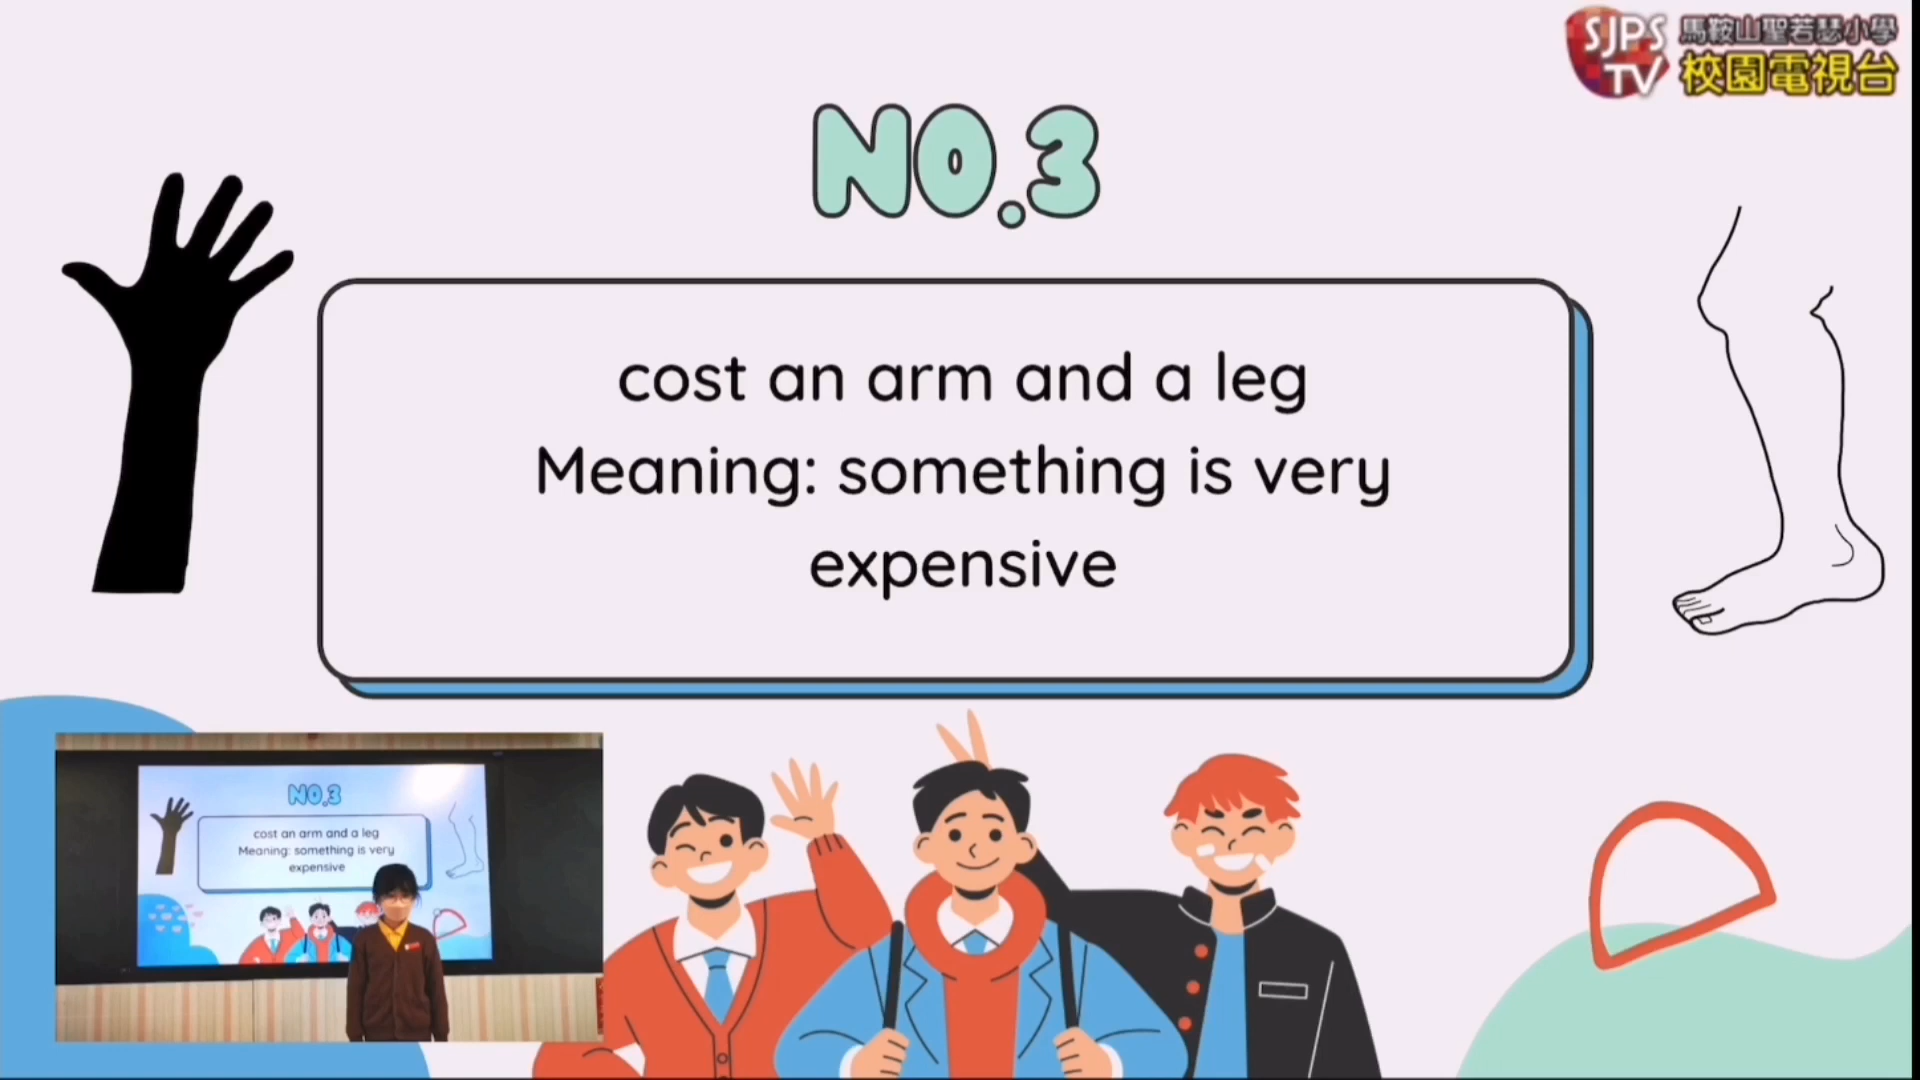 SJPS
TV
馬鞍山聖若瑟小學
校園電視台
NO.3
cost an arm and a leg
Meaning: something is very
expensive
NO.3
cost an arm and a leg
Meaning: something is very
expensive